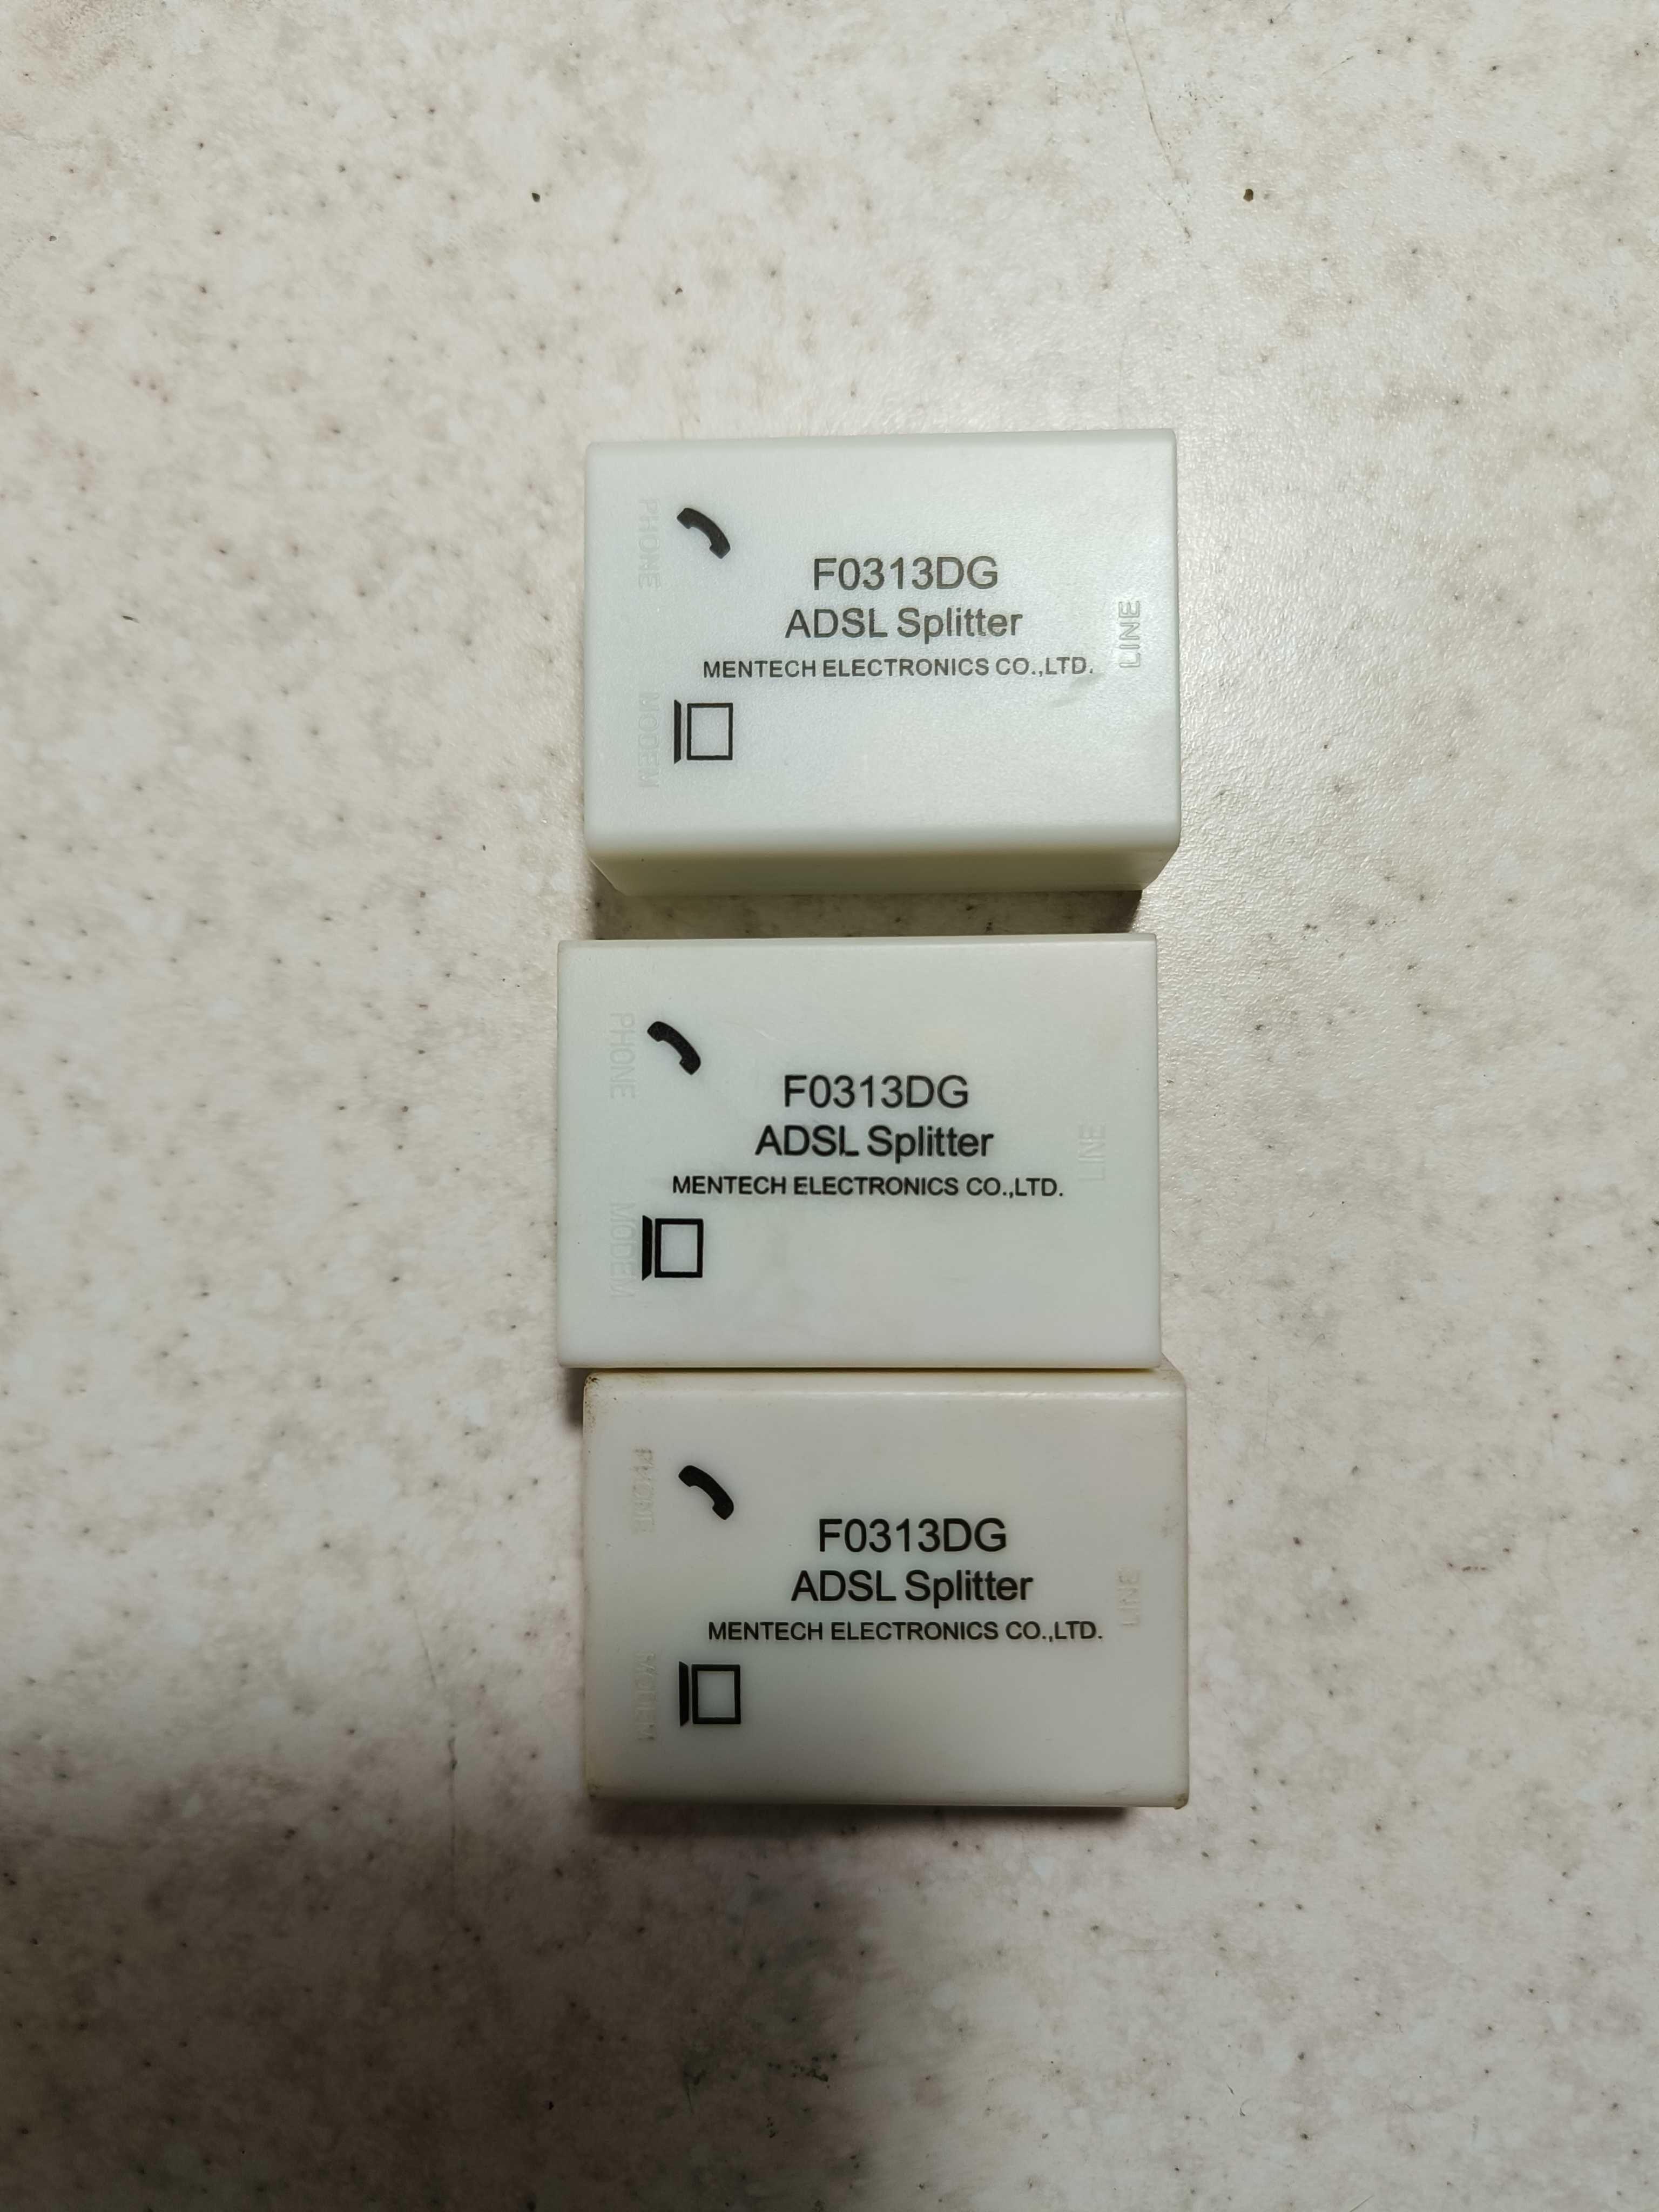 PHONE
F0313DG
ADSL Splitter
MENTECH ELECTRONICS CO.,LTD.
LINE
MODEM
PHONE
F0313DG
ADSL Splitter
MENTECH ELECTRONICS CO.,LTD.
LINE
MODEM
PHONE
F0313DG
ADSL Splitter
MENTECH ELECTRONICS CO.,LTD.
LINE
MODEM